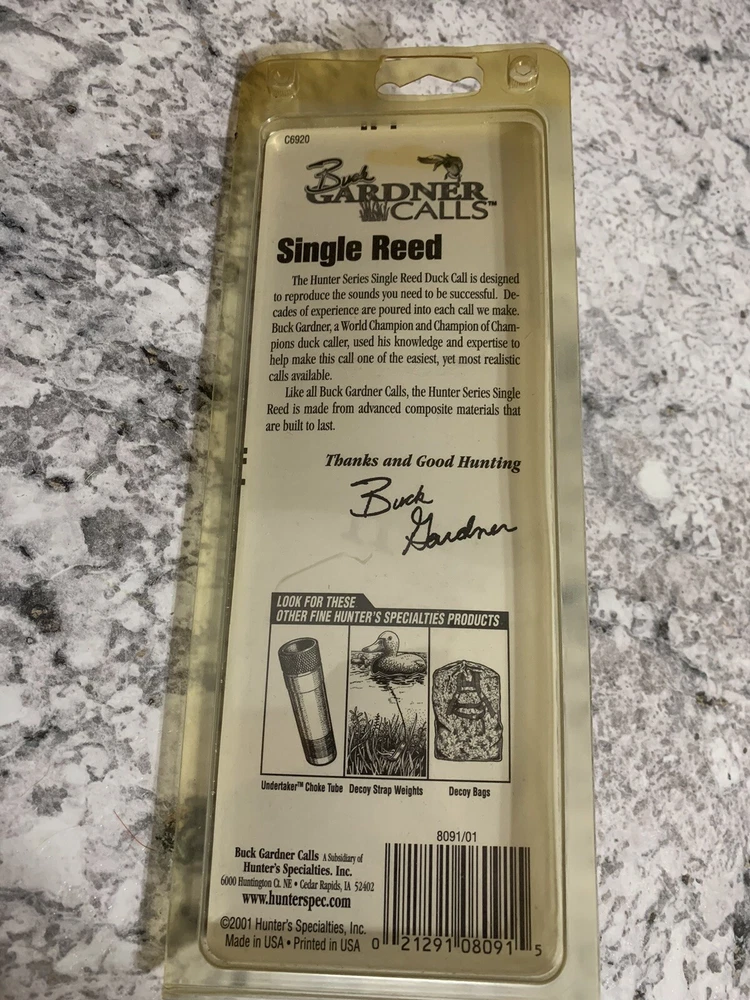 C6920
Buck
GARDNER
CALLS™
Single Reed
The Hunter Series Single Reed Duck Call is designed
to reproduce the sounds you need to be successful. De-
cades of experience are poured into each call we make.
Buck Gardner, a World Champion and Champion of Cham-
pions duck caller, used his knowledge and expertise to
help make this call one of the easiest, yet most realistic
calls available.
Like all Buck Gardner Calls, the Hunter Series Single
Reed is made from advanced composite materials that
are built to last.
Thanks and Good Hunting
Buck
Gardner
LOOK FOR THESE
OTHER FINE HUNTER'S SPECIALTIES PRODUCTS
Undertaker™ Choke Tube Decoy Strap Weights Decoy Bags
8091/01
Buck Gardner Calls A Subsidiary of
Hunter's Specialties. Inc.
6000 Huntington Ct. NE • Cedar Rapids, IA 52402
www.hunterspec.com
©2001 Hunter's Specialties, Inc.
Made in USA • Printed in USA
0 21291 08091 5